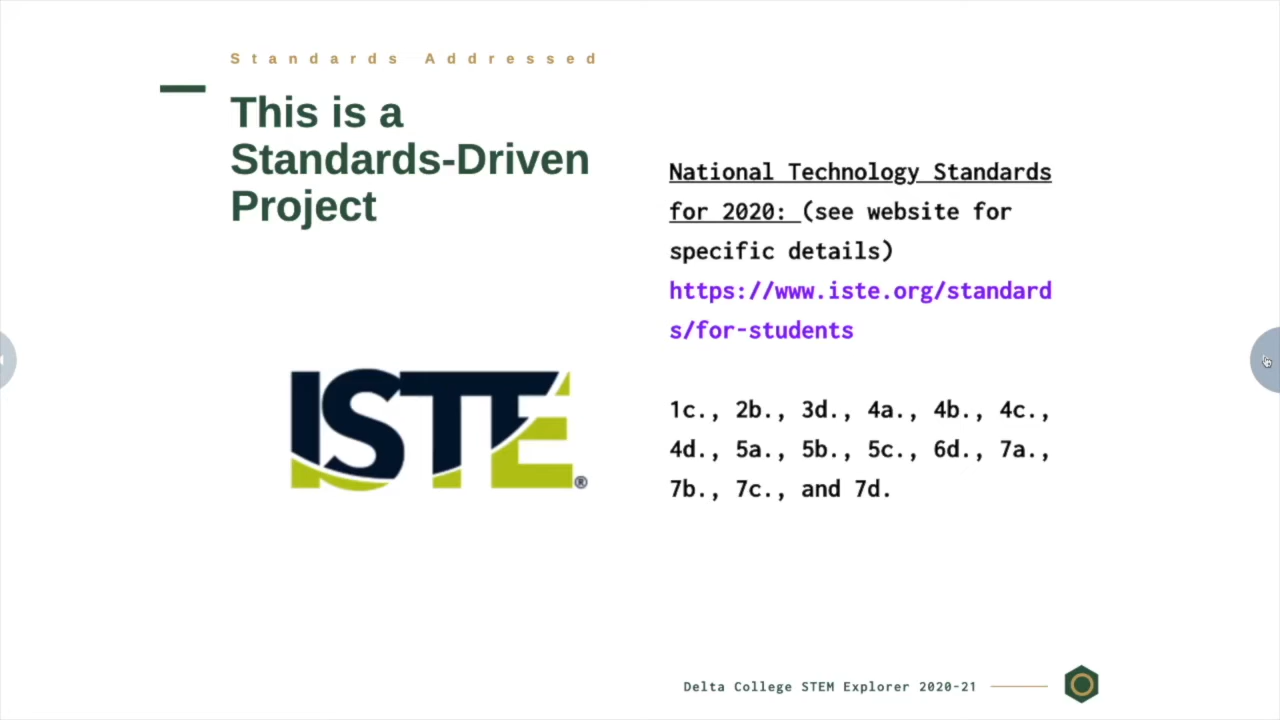 Standards Addressed
This is a
Standards-Driven
Project
National Technology Standards
for 2020: (see website for
specific details)
https://www.iste.org/standard
s/for-students
ISTE®
1c., 2b., 3d., 4a., 4b., 4c.,
4d., 5a., 5b., 5c., 6d., 7a.,
7b., 7c., and 7d.
Delta College STEM Explorer 2020-21